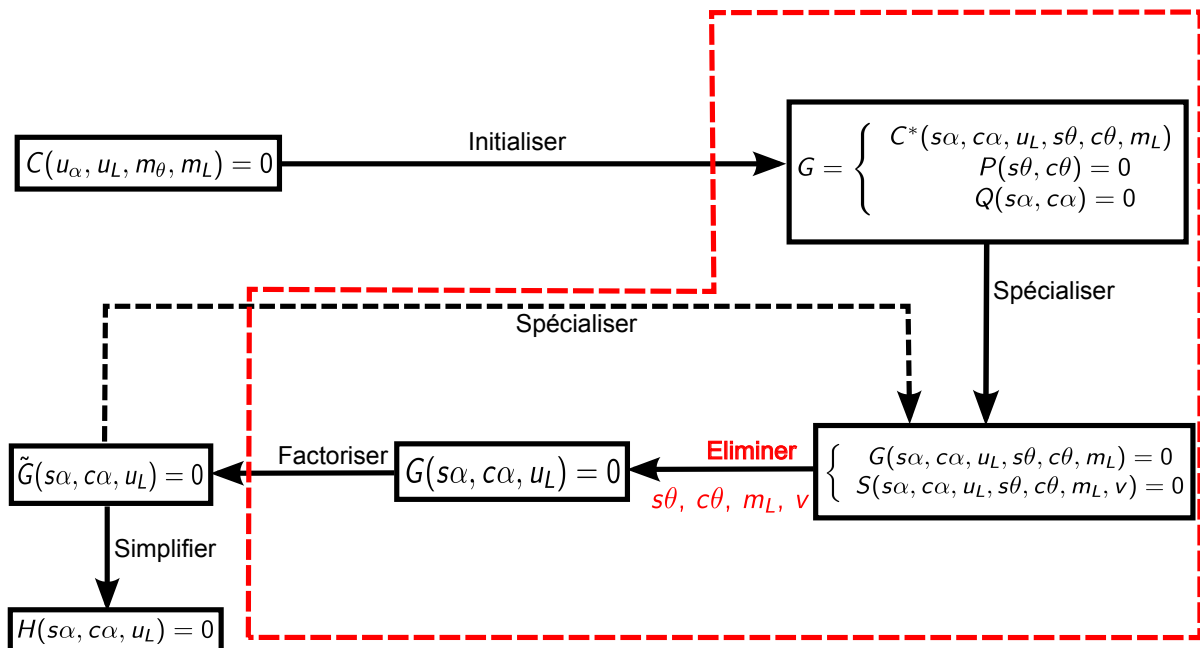 Initialiser
C(u_α, u_L, m_θ, m_L) = 0
G = {
C*(sα, cα, u_L, sθ, cθ, m_L)
P(sθ, cθ) = 0
Q(sα, cα) = 0
Spécialiser
Spécialiser
G̃(sα, cα, u_L) = 0
Factoriser
G(sα, cα, u_L) = 0
Eliminer
sθ, cθ, m_L, v
{
G(sα, cα, u_L, sθ, cθ, m_L) = 0
S(sα, cα, u_L, sθ, cθ, m_L, v) = 0
Simplifier
H(sα, cα, u_L) = 0